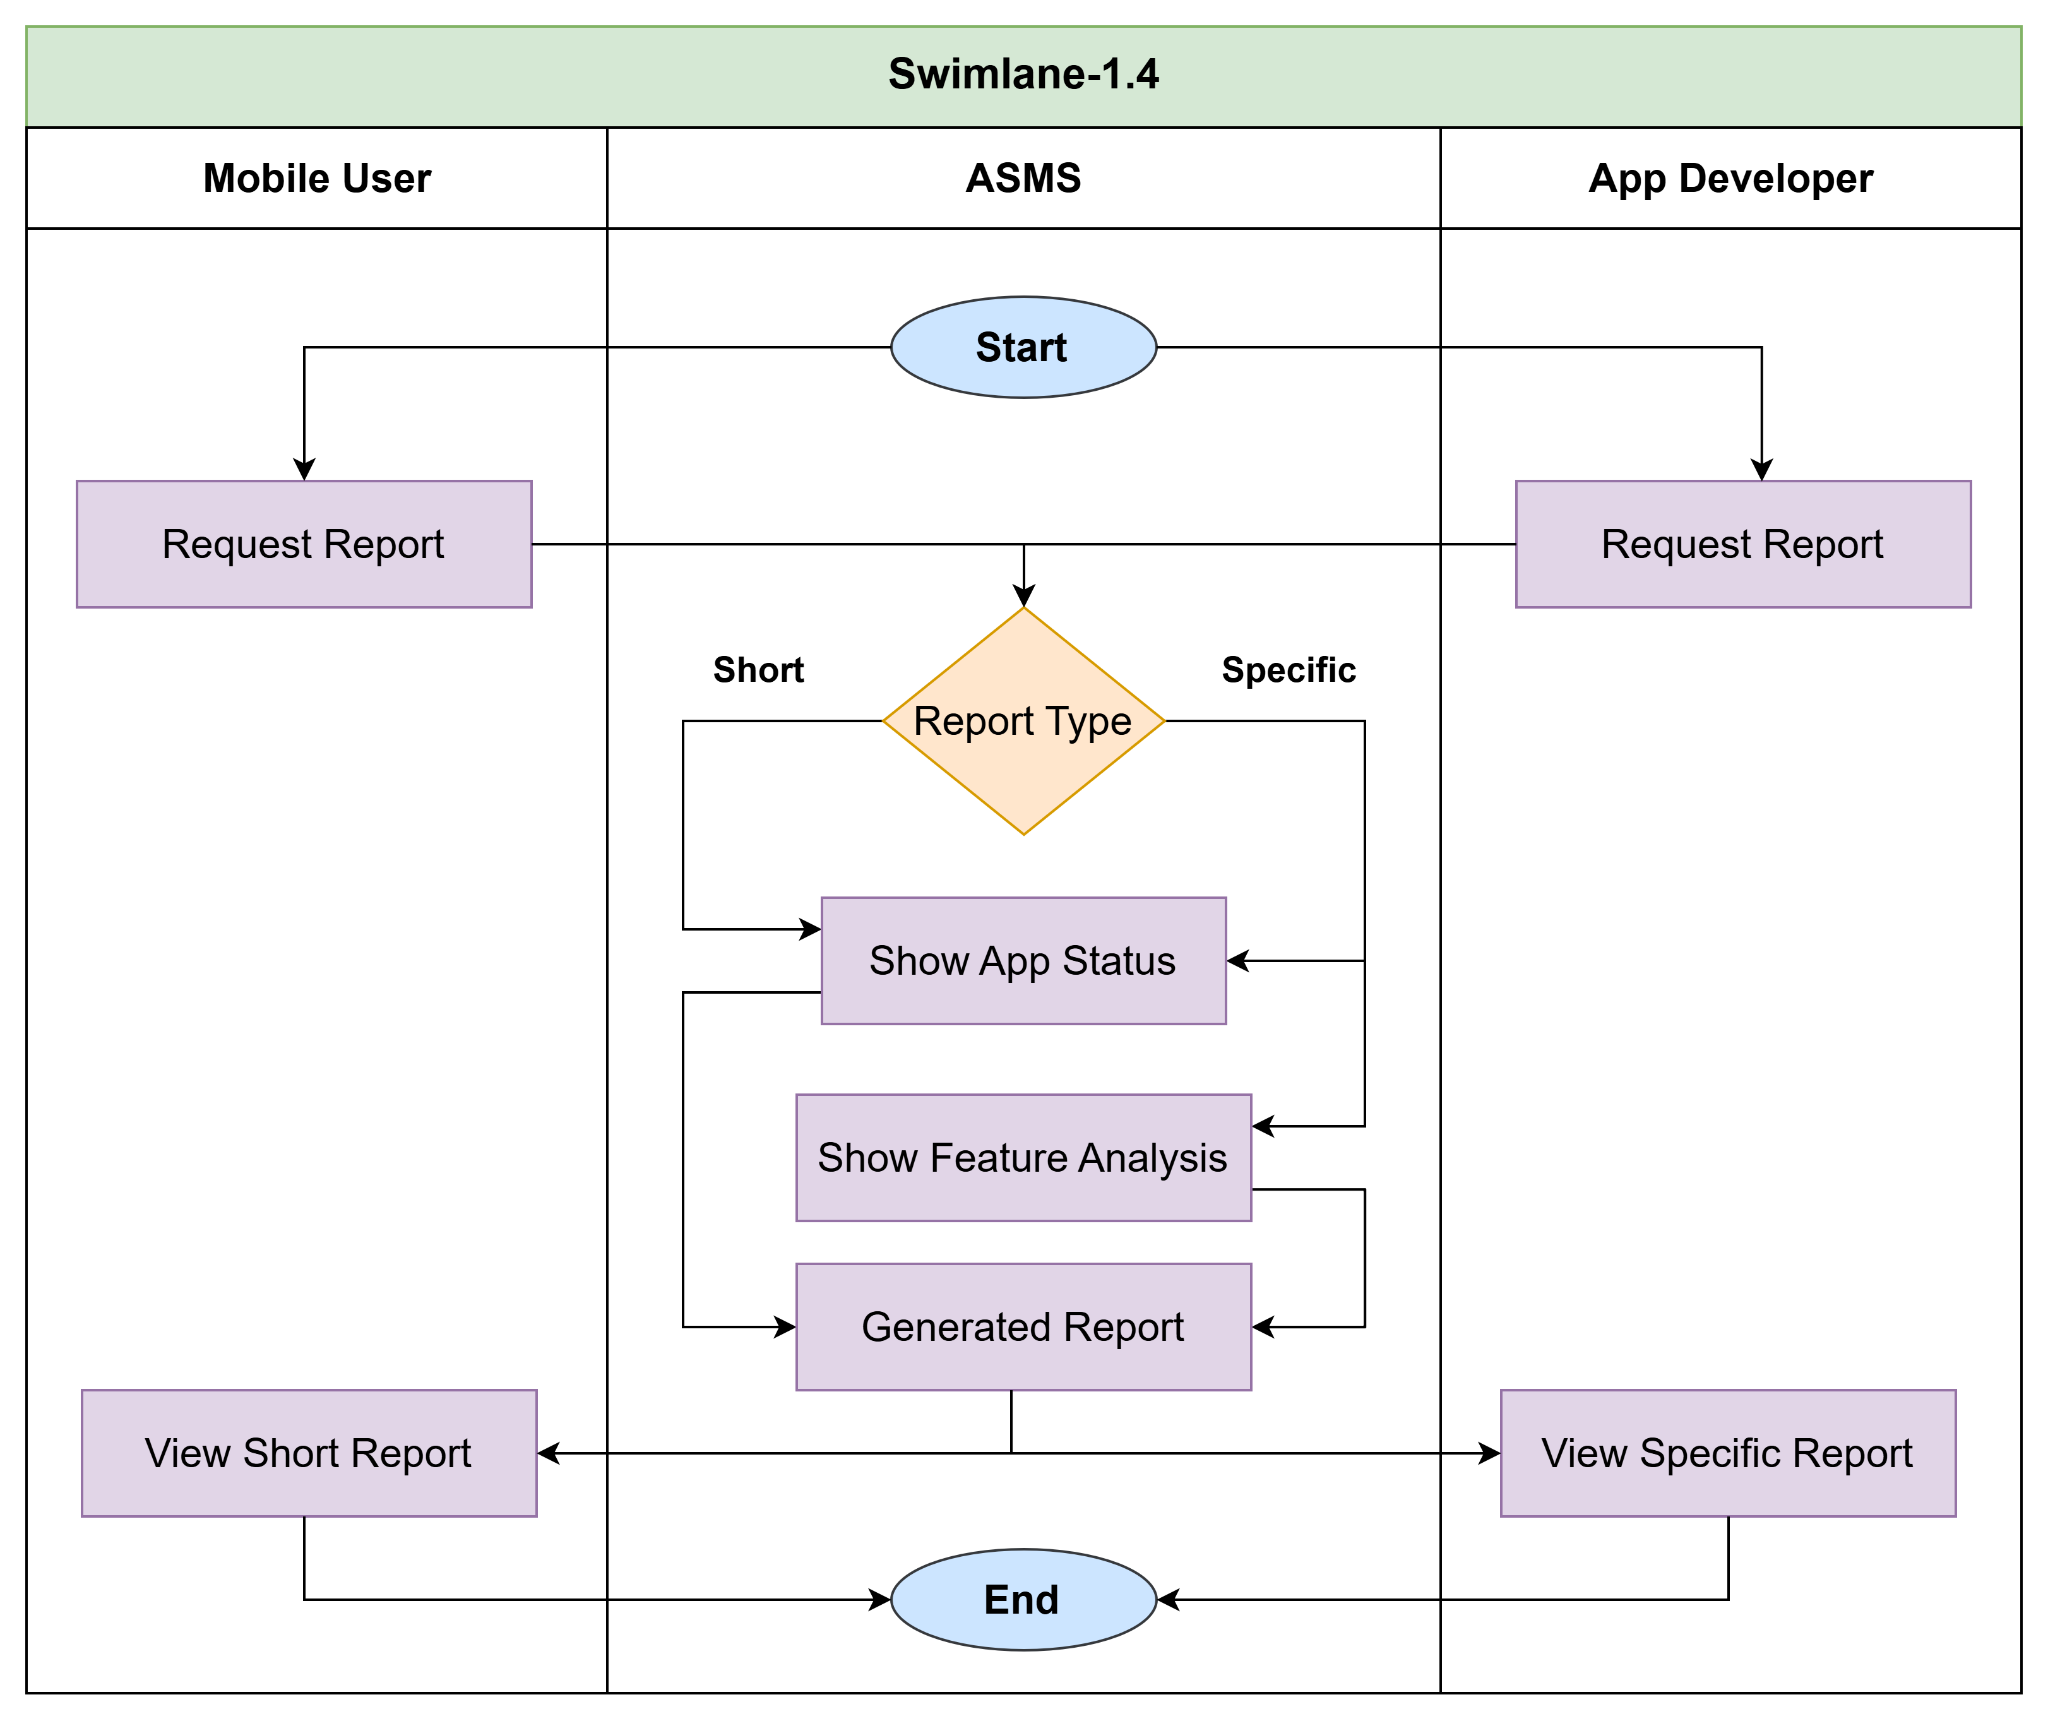 Swimlane-1.4
Mobile User
ASMS
App Developer
Start
Request Report
Request Report
Short
Specific
Report Type
Show App Status
Show Feature Analysis
Generated Report
View Short Report
View Specific Report
End